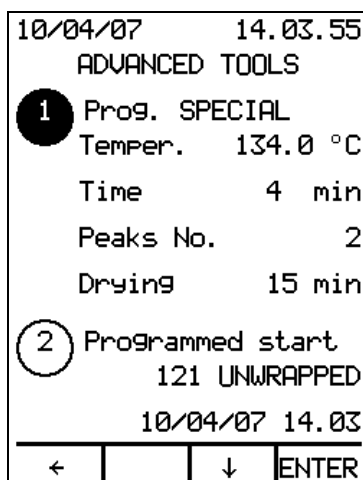 10/04/07 14.03.55
ADVANCED TOOLS
1 Prog. SPECIAL
Temper. 134.0 °C
Time 4 min
Peaks No. 2
Drying 15 min
2 Programmed start
121 UNWRAPPED
10/04/07 14.03
← ↓ ENTER